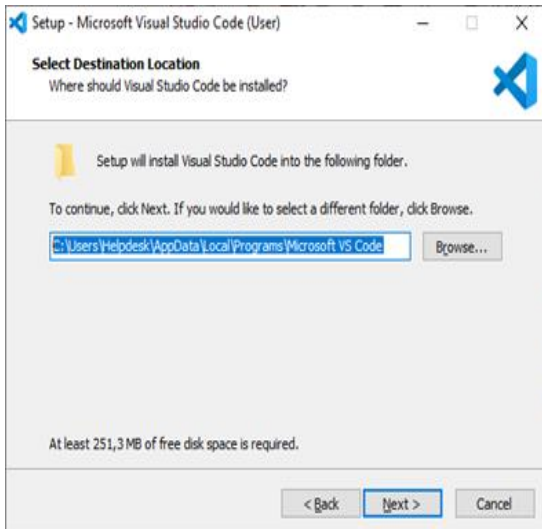 Setup - Microsoft Visual Studio Code (User)
Select Destination Location
Where should Visual Studio Code be installed?
Setup will install Visual Studio Code into the following folder.
To continue, click Next. If you would like to select a different folder, click Browse.
C:\Users\Helpdesk\AppData\Local\Programs\Microsoft VS Code
Browse...
At least 251,3 MB of free disk space is required.
< Back
Next >
Cancel